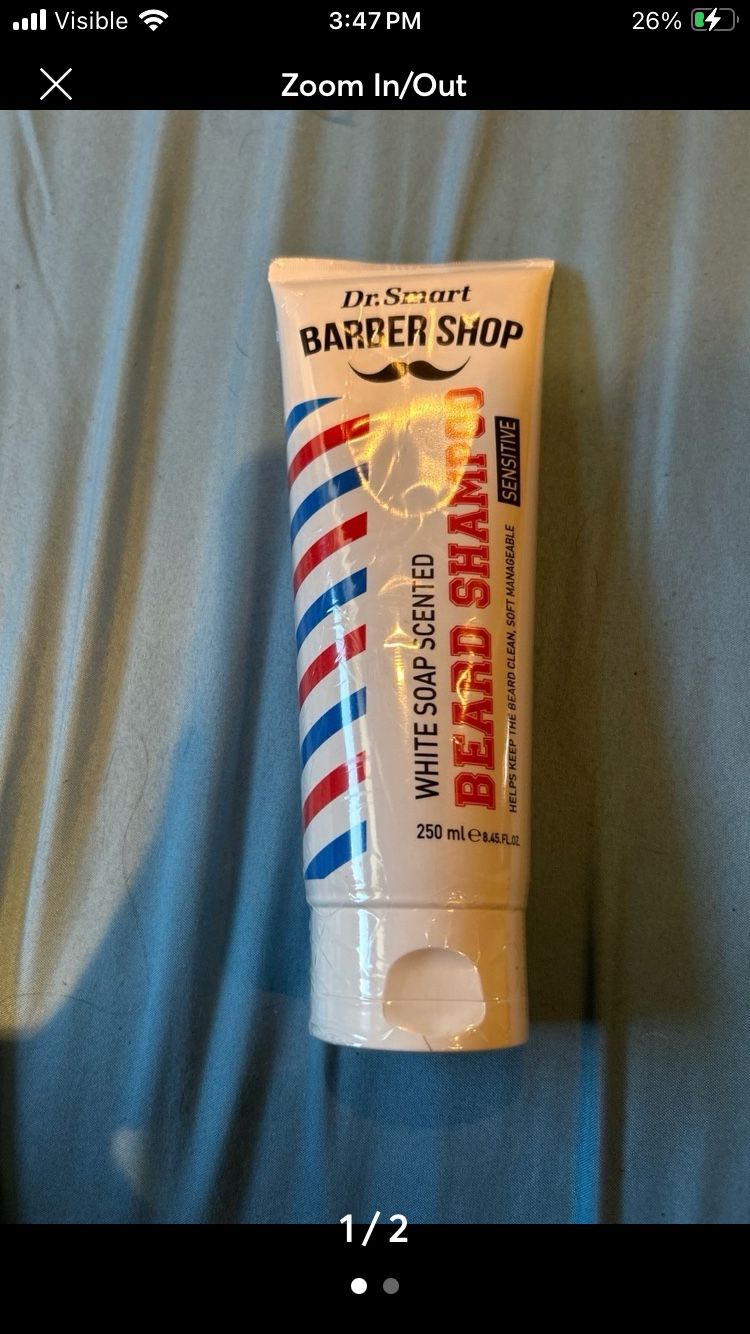 Visible
3:47 PM
26%
Zoom In/Out
Dr.Smart
BARBER SHOP
WHITE SOAP SCENTED
BEARD SHAMPOO
SENSITIVE
HELPS KEEP THE BEARD CLEAN, SOFT MANAGEABLE
250 ml e 8.45.FL.OZ
1/2